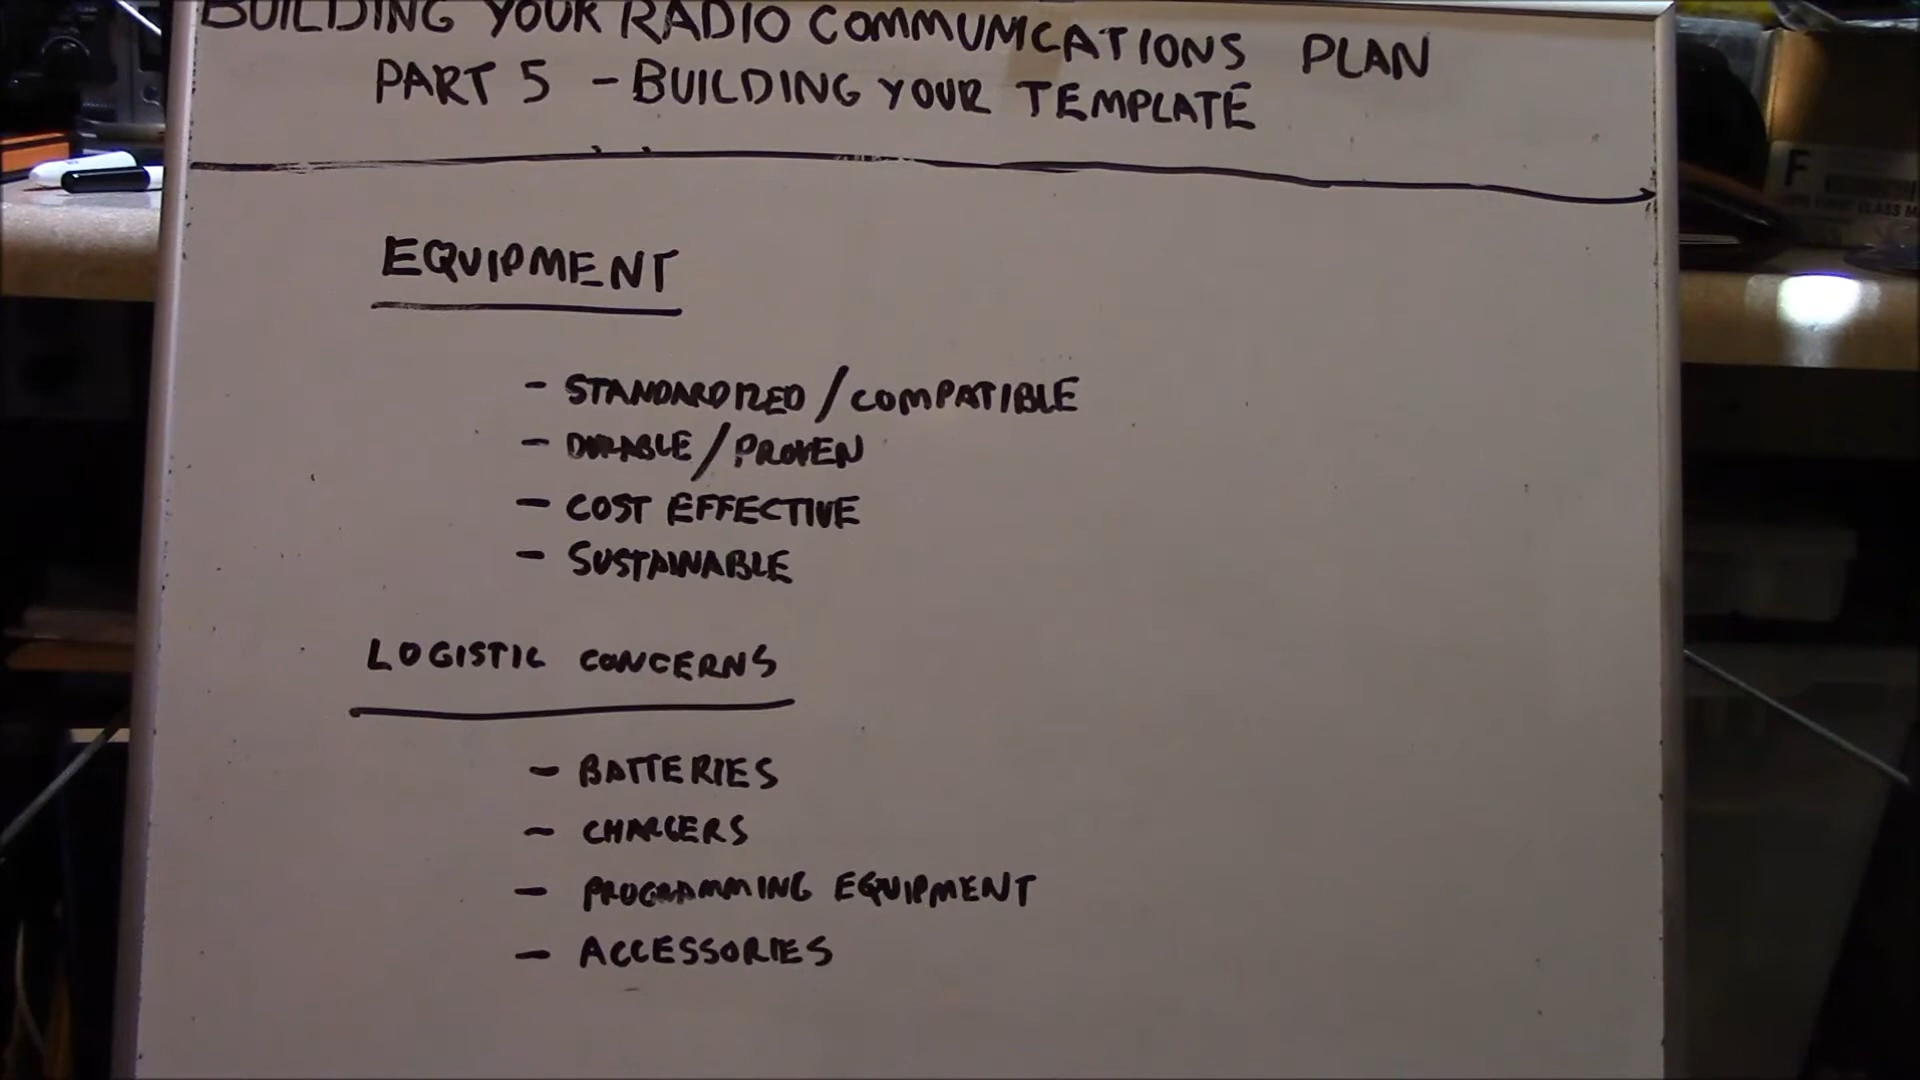 BUILDING YOUR RADIO COMMUNICATIONS PLAN
PART 5 - BUILDING YOUR TEMPLATE
EQUIPMENT
- STANDARDIZED / COMPATIBLE
- DURABLE / PROVEN
- COST EFFECTIVE
- SUSTAINABLE
LOGISTIC CONCERNS
- BATTERIES
- CHARGERS
- PROGRAMMING EQUIPMENT
- ACCESSORIES
F
CLASS